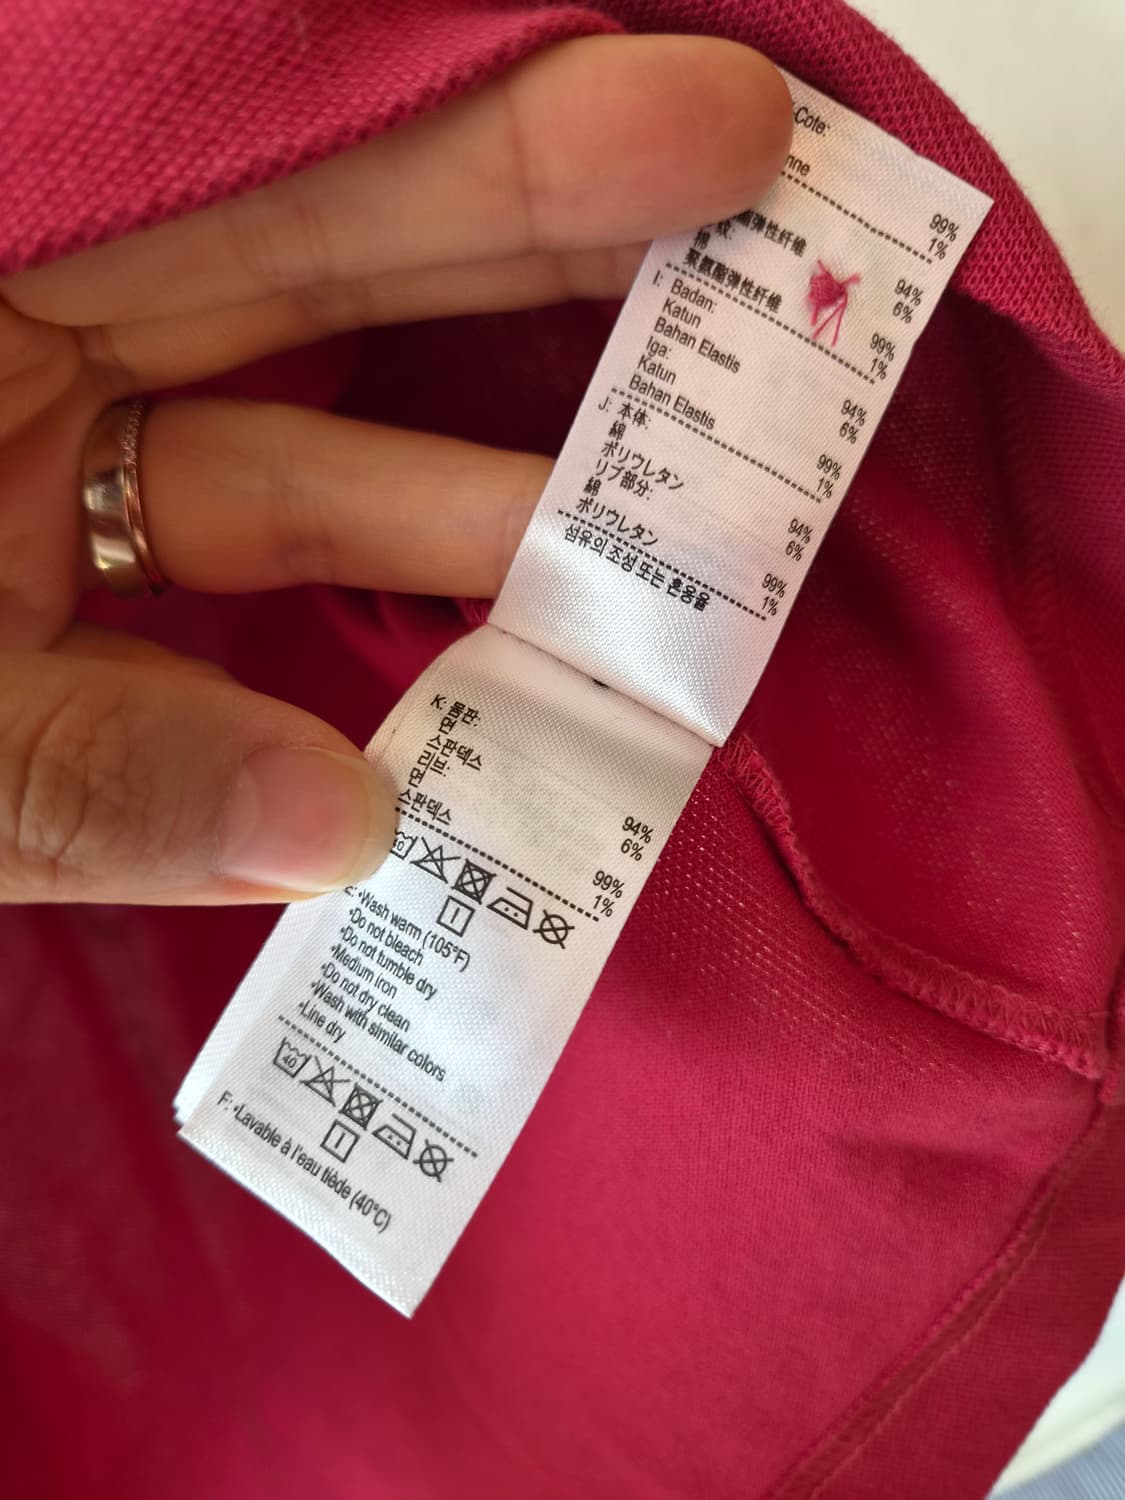 -Cote:
99%
1%
弹性纤维 94%
棉 6%
聚氨酯弹性纤维 99%
1%
I: Badan:
Katun 94%
Bahan Elastis 6%
Iga:
Katun 99%
Bahan Elastis 1%
J: 本体:
綿 94%
ポリウレタン 6%
リブ部分:
綿 99%
ポリウレタン 1%
섬유의 조성 또는 혼용율
K: 몸판:
면 94%
스판덱스 6%
리브:
면 99%
스판덱스 1%
•Wash warm (105°F)
•Do not bleach
•Do not tumble dry
•Medium iron
•Do not dry clean
•Wash with similar colors
•Line dry
40
F: •Lavable à l'eau tiède (40°C)